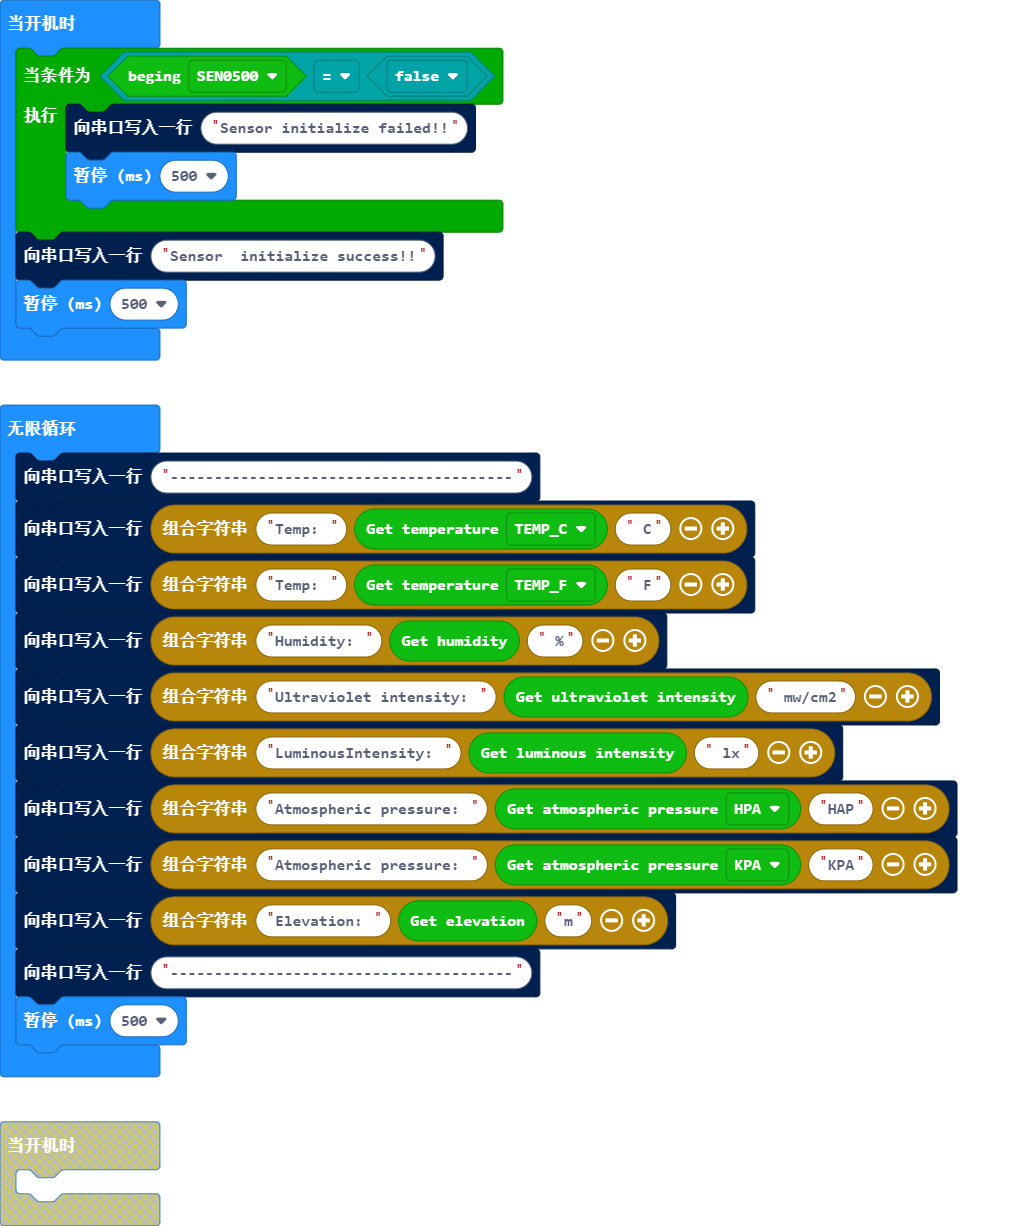 当开机时
当条件为 beging SEN0500 = false
执行 向串口写入一行 "Sensor initialize failed!!"
暂停 (ms) 500
向串口写入一行 "Sensor  initialize success!!"
暂停 (ms) 500
无限循环
向串口写入一行 "---------------------------------------"
向串口写入一行 组合字符串 "Temp: " Get temperature TEMP_C " C"
向串口写入一行 组合字符串 "Temp: " Get temperature TEMP_F " F"
向串口写入一行 组合字符串 "Humidity: " Get humidity " %"
向串口写入一行 组合字符串 "Ultraviolet intensity: " Get ultraviolet intensity " mw/cm2"
向串口写入一行 组合字符串 "LuminousIntensity: " Get luminous intensity " lx"
向串口写入一行 组合字符串 "Atmospheric pressure: " Get atmospheric pressure HPA "HAP"
向串口写入一行 组合字符串 "Atmospheric pressure: " Get atmospheric pressure KPA "KPA"
向串口写入一行 组合字符串 "Elevation: " Get elevation "m"
向串口写入一行 "---------------------------------------"
暂停 (ms) 500
当开机时